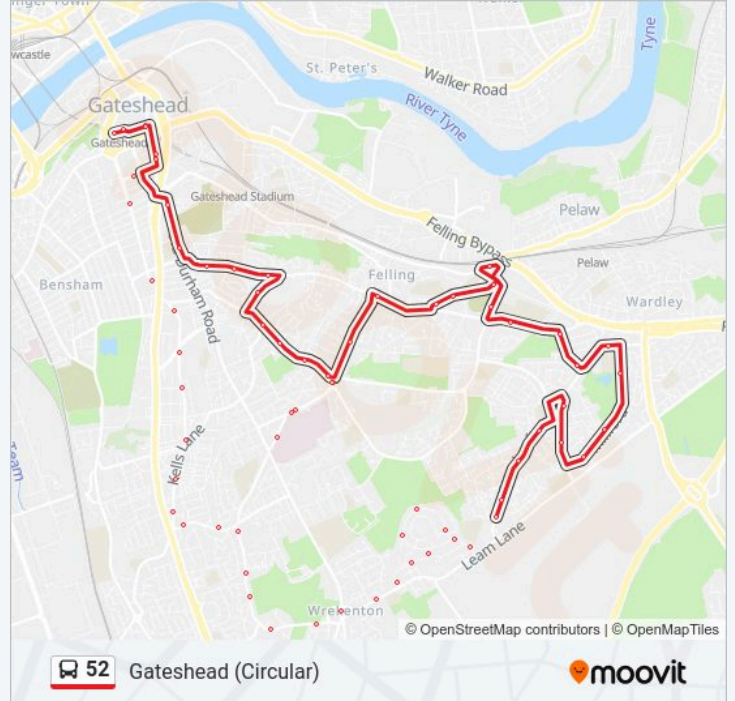 wcastle
St. Peter's
Walker Road
Tyne
River Tyne
Gateshead
Gateshead
Gateshead Stadium
Felling Bypass
Pelaw
Pelaw
Felling
Bensham
Wardley
Durham Road
Kells Lane
Team
Leam Lane
Wrekenton
© OpenStreetMap contributors | © OpenMapTiles
52 Gateshead (Circular)
moovit